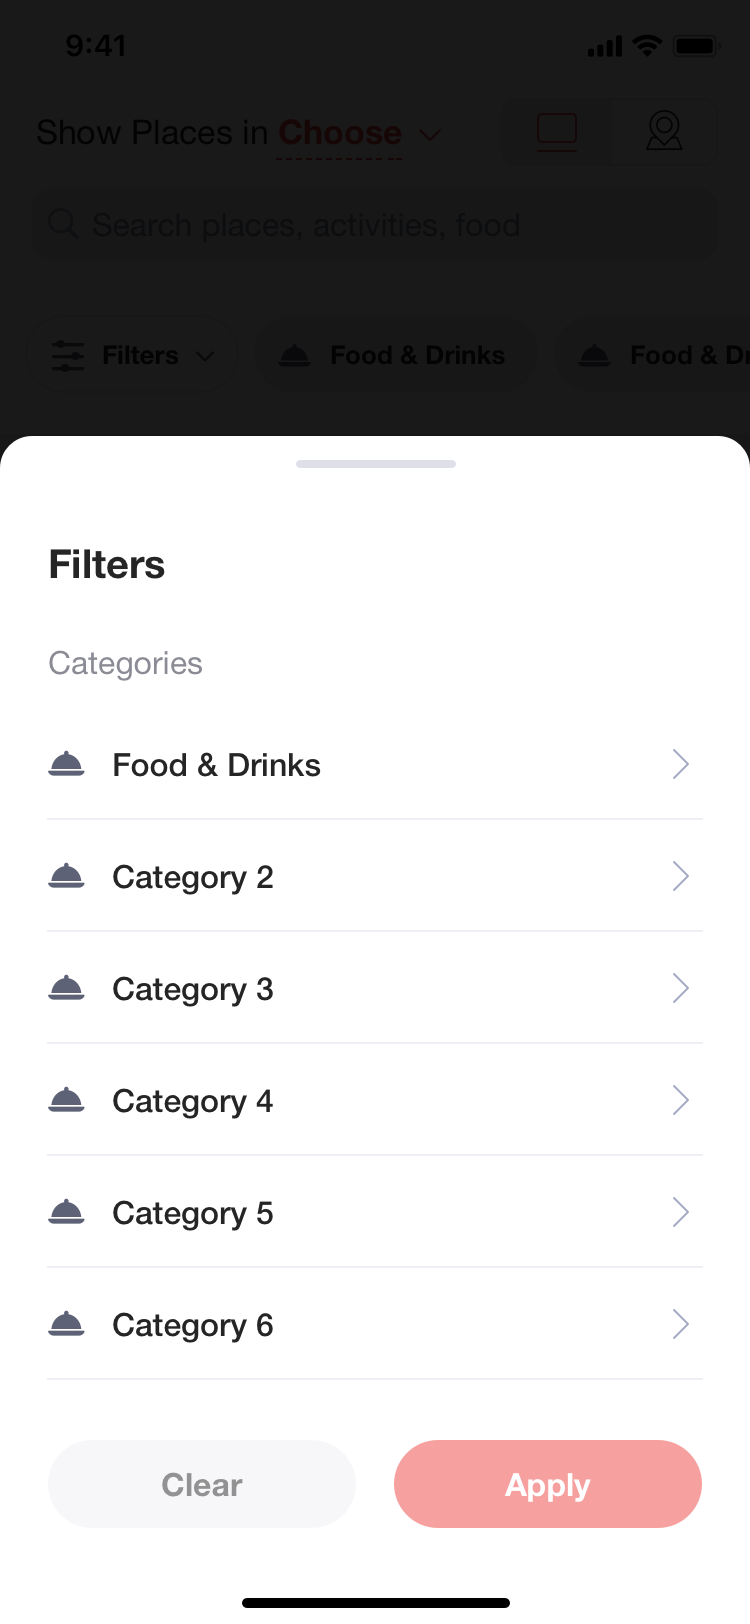 9:41
Show Places in Choose
Search places, activities, food
Filters Food & Drinks Food & Dr
Filters
Categories
Food & Drinks
Category 2
Category 3
Category 4
Category 5
Category 6
Clear Apply